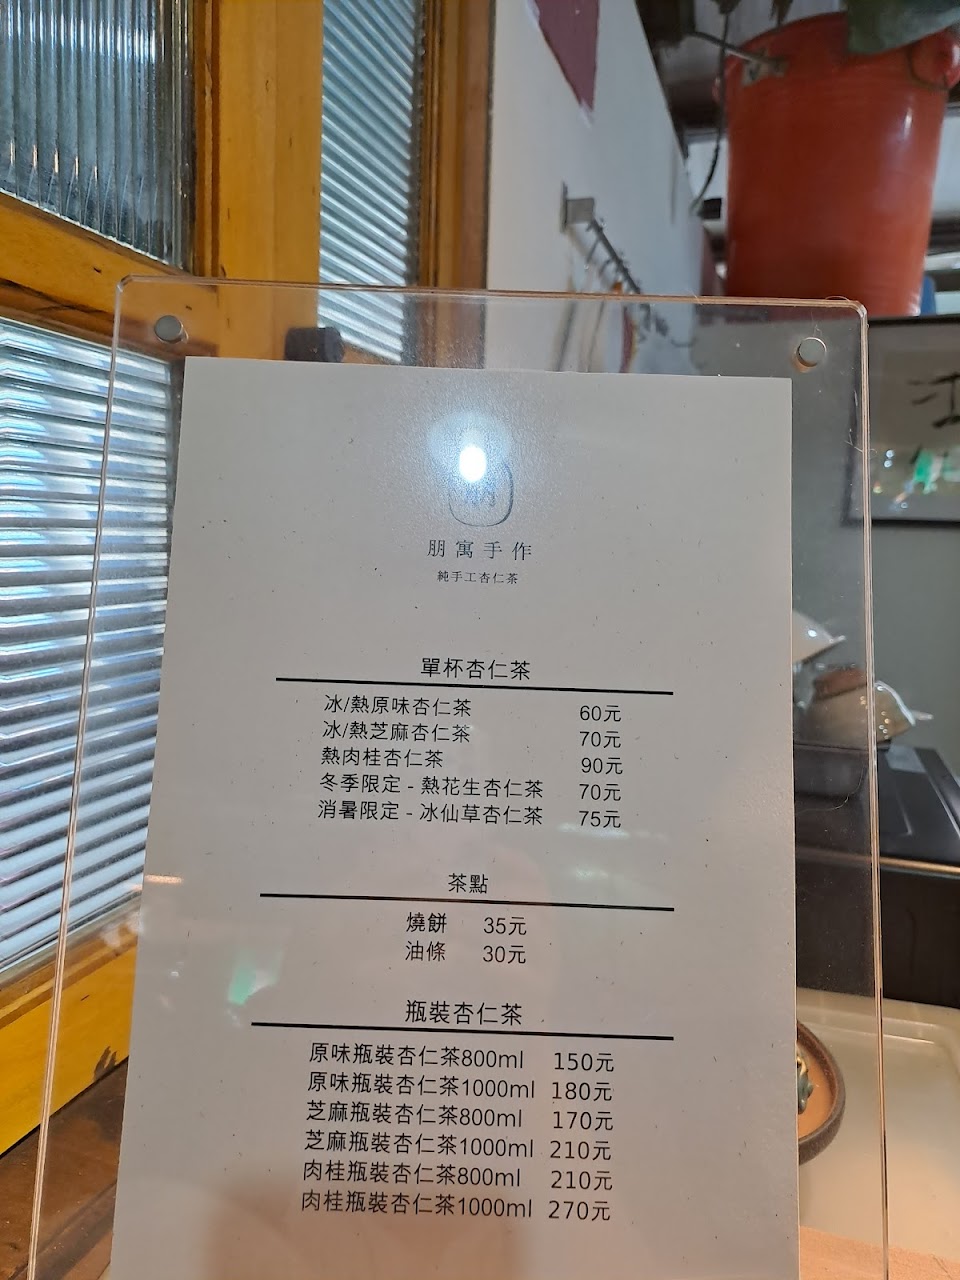 朋寓手作
純手工杏仁茶
單杯杏仁茶
冰/熱原味杏仁茶 60元
冰/熱芝麻杏仁茶 70元
熱肉桂杏仁茶 90元
冬季限定 - 熱花生杏仁茶 70元
消暑限定 - 冰仙草杏仁茶 75元
茶點
燒餅 35元
油條 30元
瓶裝杏仁茶
原味瓶裝杏仁茶800ml 150元
原味瓶裝杏仁茶1000ml 180元
芝麻瓶裝杏仁茶800ml 170元
芝麻瓶裝杏仁茶1000ml 210元
肉桂瓶裝杏仁茶800ml 210元
肉桂瓶裝杏仁茶1000ml 270元